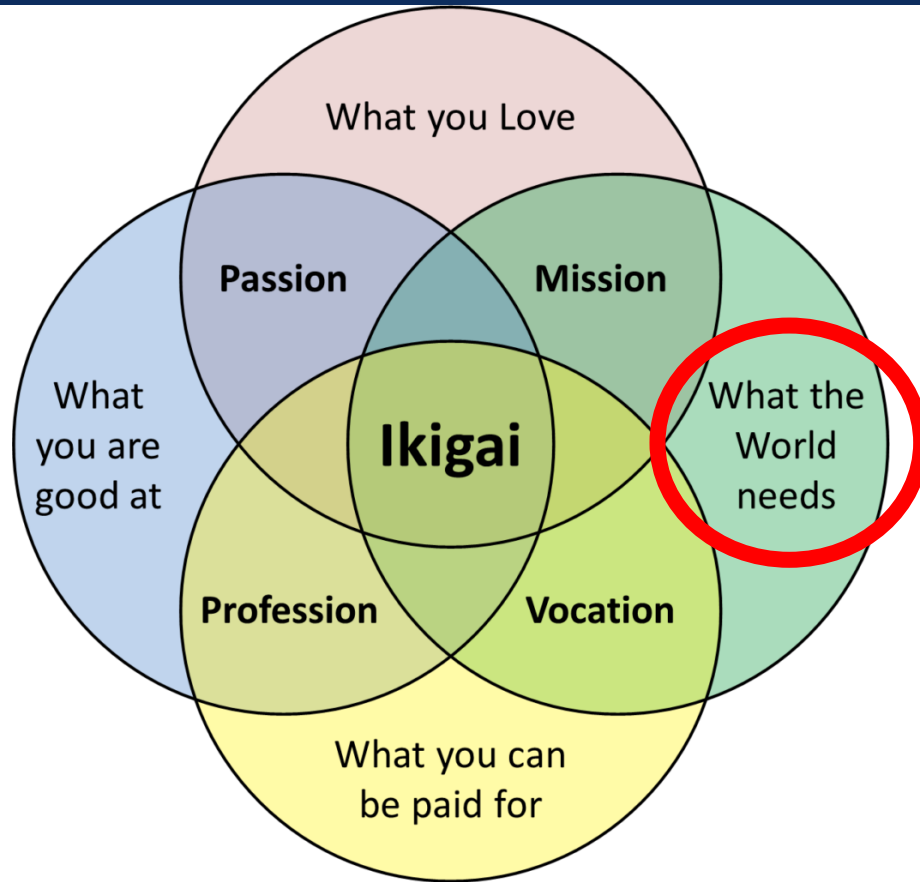 What you Love
Passion
Mission
What
you are
good at
Ikigai
What the
World
needs
Profession
Vocation
What you can
be paid for